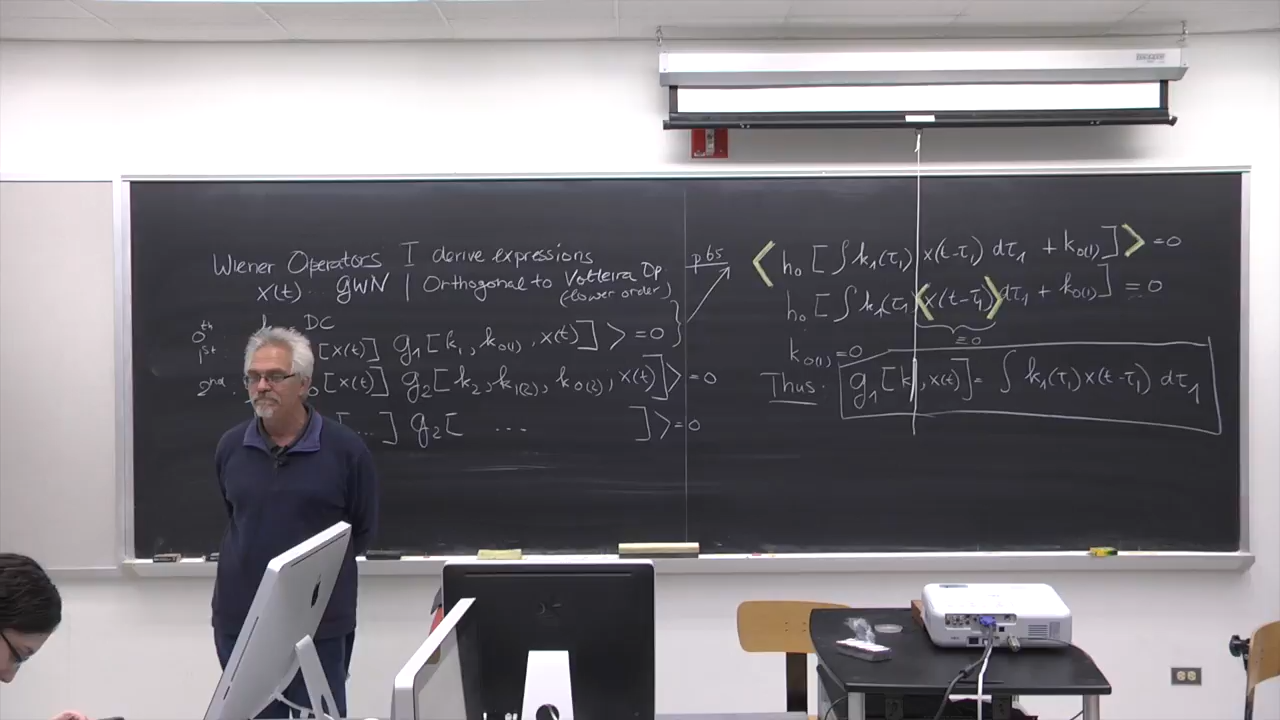 Wiener Operators I derive expressions
x(t) ... GWN | Orthogonal to Volterra Op.
(lower order)
0th DC
1st [x(t)] g₁[k₁, k₀₍₁₎, x(t)] > = 0
2nd [x(t)] g₂[k₂, k₁₍₂₎, k₀₍₂₎, x(t)] > = 0
[...] g₂[ ... ] > = 0
p 65
< h₀ [∫ k₁(τ₁) x(t-τ₁) dτ₁ + k₀₍₁₎] > = 0
h₀ [∫ k₁(τ₁) <x(t-τ₁)> dτ₁ + k₀₍₁₎] = 0
= 0
k₀₍₁₎ = 0
Thus: g₁[k₁, x(t)] = ∫ k₁(τ₁) x(t-τ₁) dτ₁